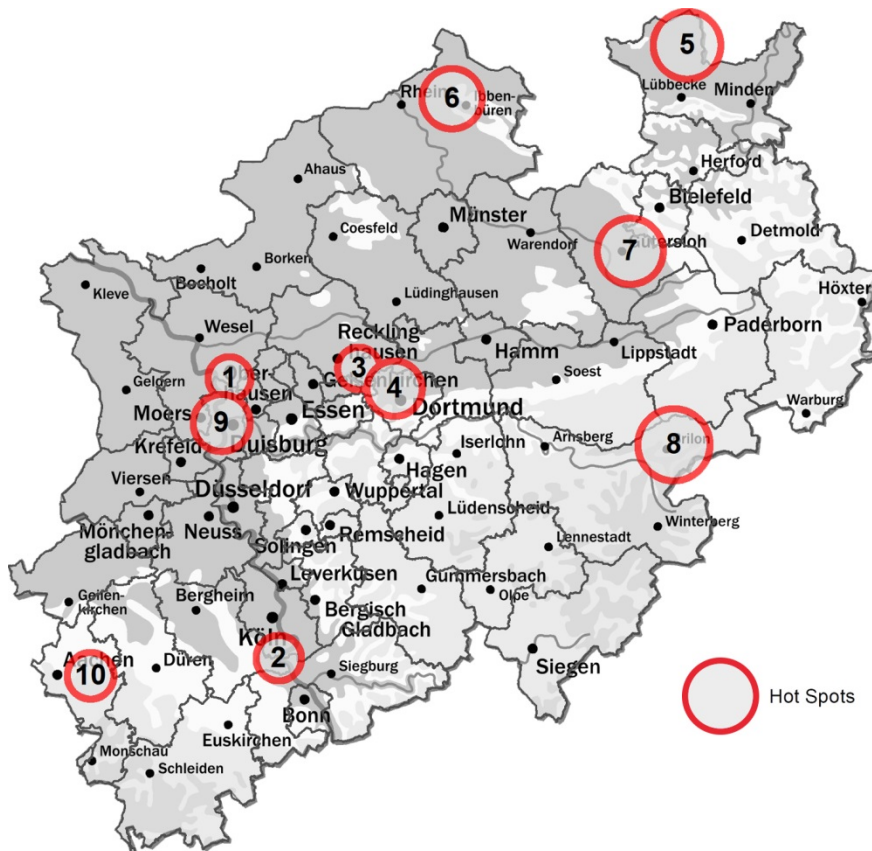 5
6
Rhein
Ibben-
büren
Lübbecke
Minden
Herford
Ahaus
Bielefeld
Münster
Coesfeld
Warendorf
7
Gütersloh
Detmold
Borken
Bocholt
Kleve
Lüdinghausen
Höxter
Wesel
Reckling
hausen
Hamm
Lippstadt
Paderborn
1
Ober
hausen
3
4
Gelsenkirchen
Soest
Geldern
Moers
9
Essen
Dortmund
Warburg
Duisburg
Krefeld
Iserlohn
Arnsberg
8
Brilon
Hagen
Viersen
Düsseldorf
Wuppertal
Lüdenscheid
Winterberg
Mönchen-
gladbach
Neuss
Solingen
Remscheid
Lennestadt
Leverkusen
Gummersbach
Olpe
Geilen-
kirchen
Bergheim
Bergisch
Gladbach
Köln
Aachen
10
Düren
2
Siegburg
Siegen
Hot Spots
Bonn
Euskirchen
Monschau
Schleiden